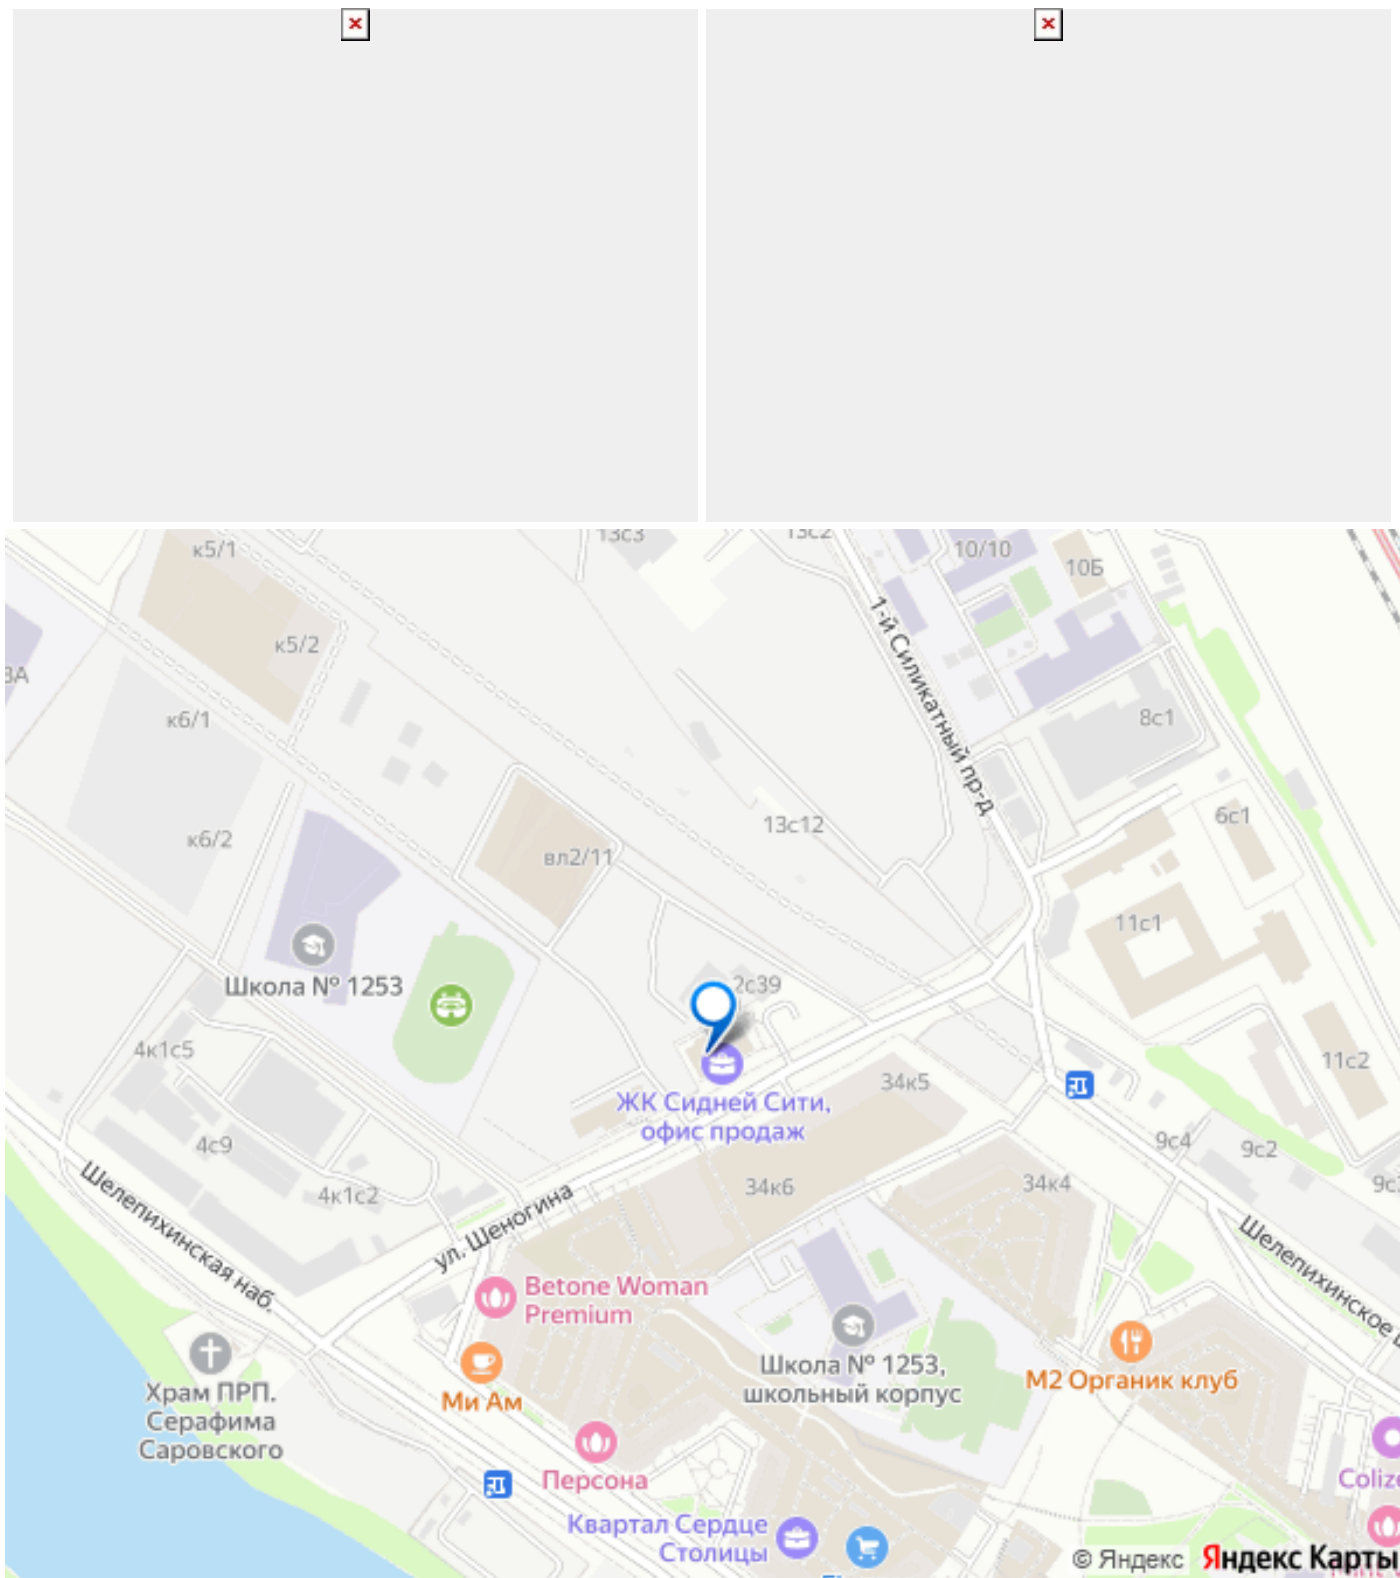 13с3
13с2
к5/1
10/10
10Б
к5/2
3А
1-й Силикатный пр-д
к6/1
8с1
6с1
13с12
к6/2
вл2/11
11с1
Школа № 1253
2с39
4к1с5
11с2
34к5
ЖК Сидней Сити,
офис продаж
4с9
9с4
9с2
4к1с2
34к6
34к4
Шелепихинская наб.
ул. Шеногина
Шелепихинское
Betone Woman
Premium
Школа № 1253,
школьный корпус
М2 Органик клуб
Храм ПРП.
Серафима
Саровского
Ми Ам
Персона
Квартал Сердце
Столицы
© Яндекс Яндекс Карты